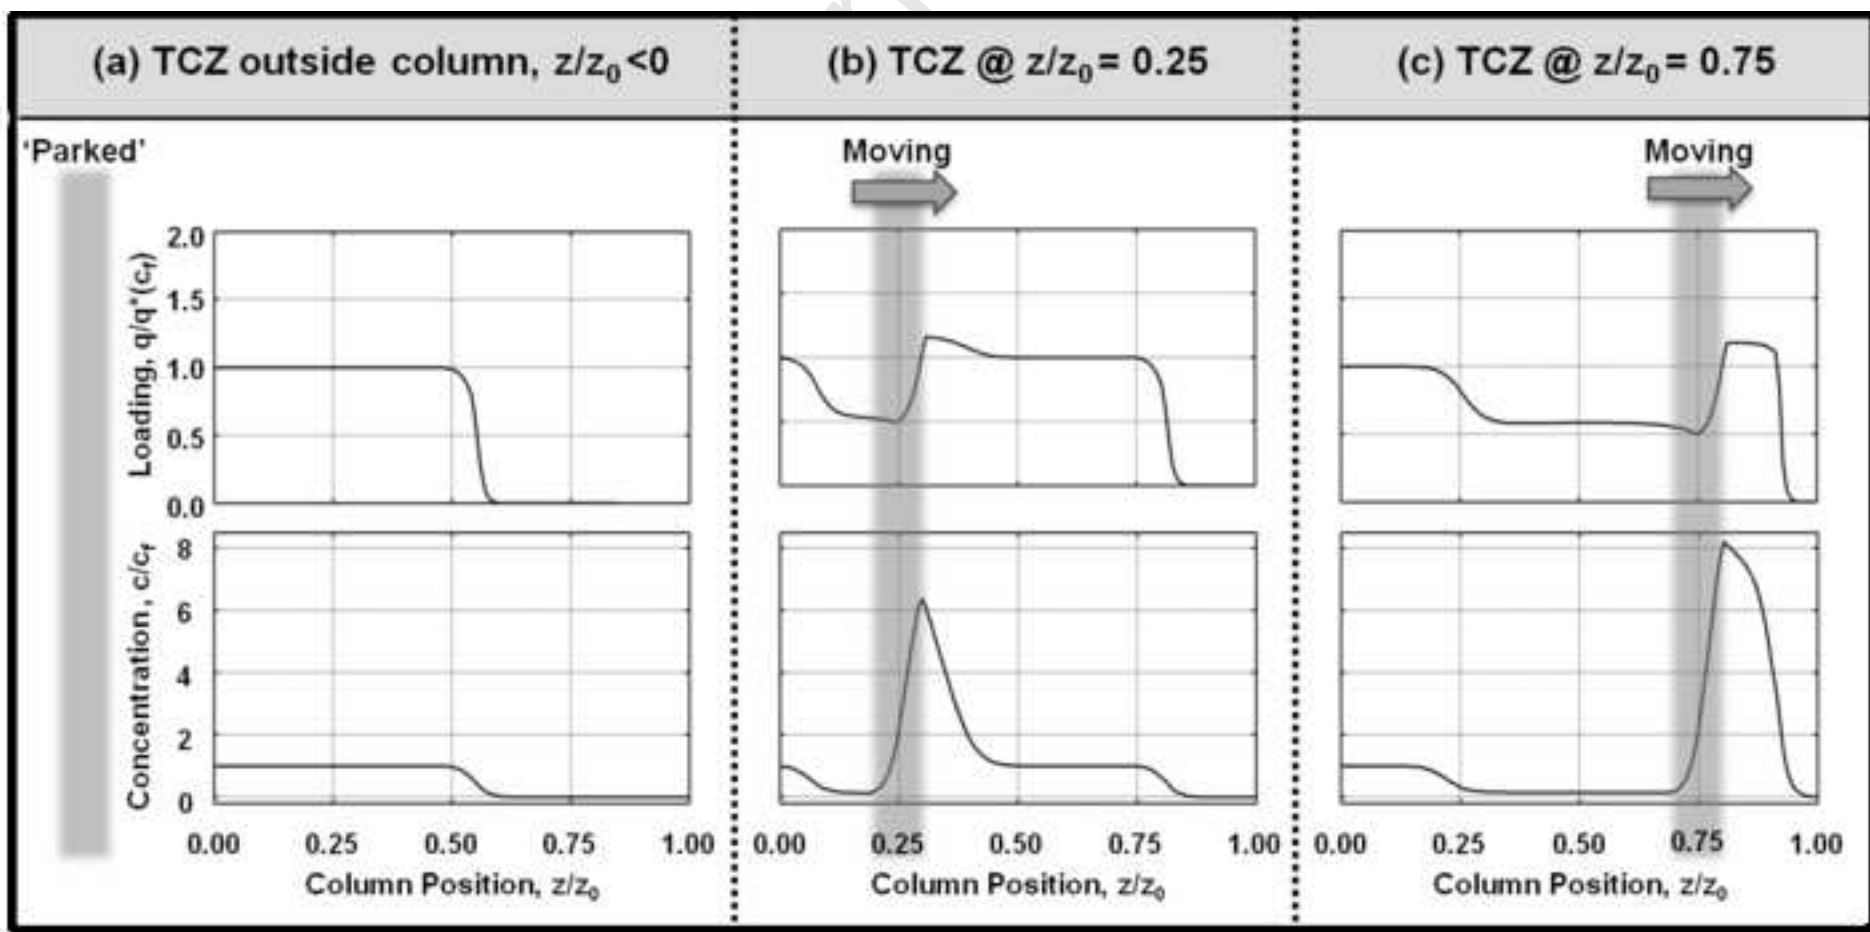 (a) TCZ outside column, z/z₀ <0
(b) TCZ @ z/z₀ = 0.25
(c) TCZ @ z/z₀ = 0.75
'Parked'
Moving
Moving
Loading, q/q*(c_f)
2.0
1.5
1.0
0.5
0.0
Concentration, c/c_f
8
6
4
2
0
0.00 0.25 0.50 0.75 1.00
0.00 0.25 0.50 0.75 1.00
0.00 0.25 0.50 0.75 1.00
Column Position, z/z₀
Column Position, z/z₀
Column Position, z/z₀